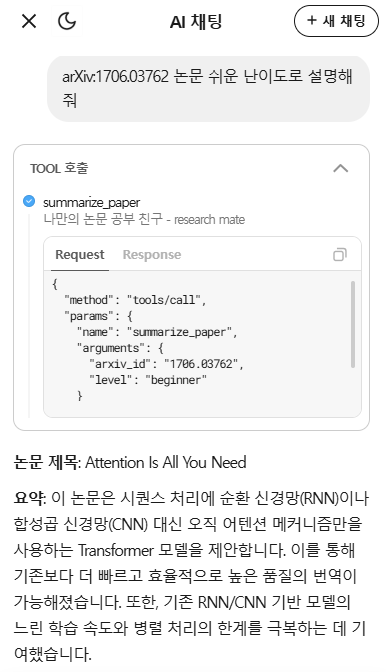 AI 채팅
+ 새 채팅
arXiv:1706.03762 논문 쉬운 난이도로 설명해
줘
TOOL 호출
summarize_paper
나만의 논문 공부 친구 - research mate
Request Response
{
"method": "tools/call",
"params": {
"name": "summarize_paper",
"arguments": {
"arxiv_id": "1706.03762",
"level": "beginner"
}
논문 제목: Attention Is All You Need
요약: 이 논문은 시퀀스 처리에 순환 신경망(RNN)이나
합성곱 신경망(CNN) 대신 오직 어텐션 메커니즘만을
사용하는 Transformer 모델을 제안합니다. 이를 통해
기존보다 더 빠르고 효율적으로 높은 품질의 번역이
가능해졌습니다. 또한, 기존 RNN/CNN 기반 모델의
느린 학습 속도와 병렬 처리의 한계를 극복하는 데 기
여했습니다.